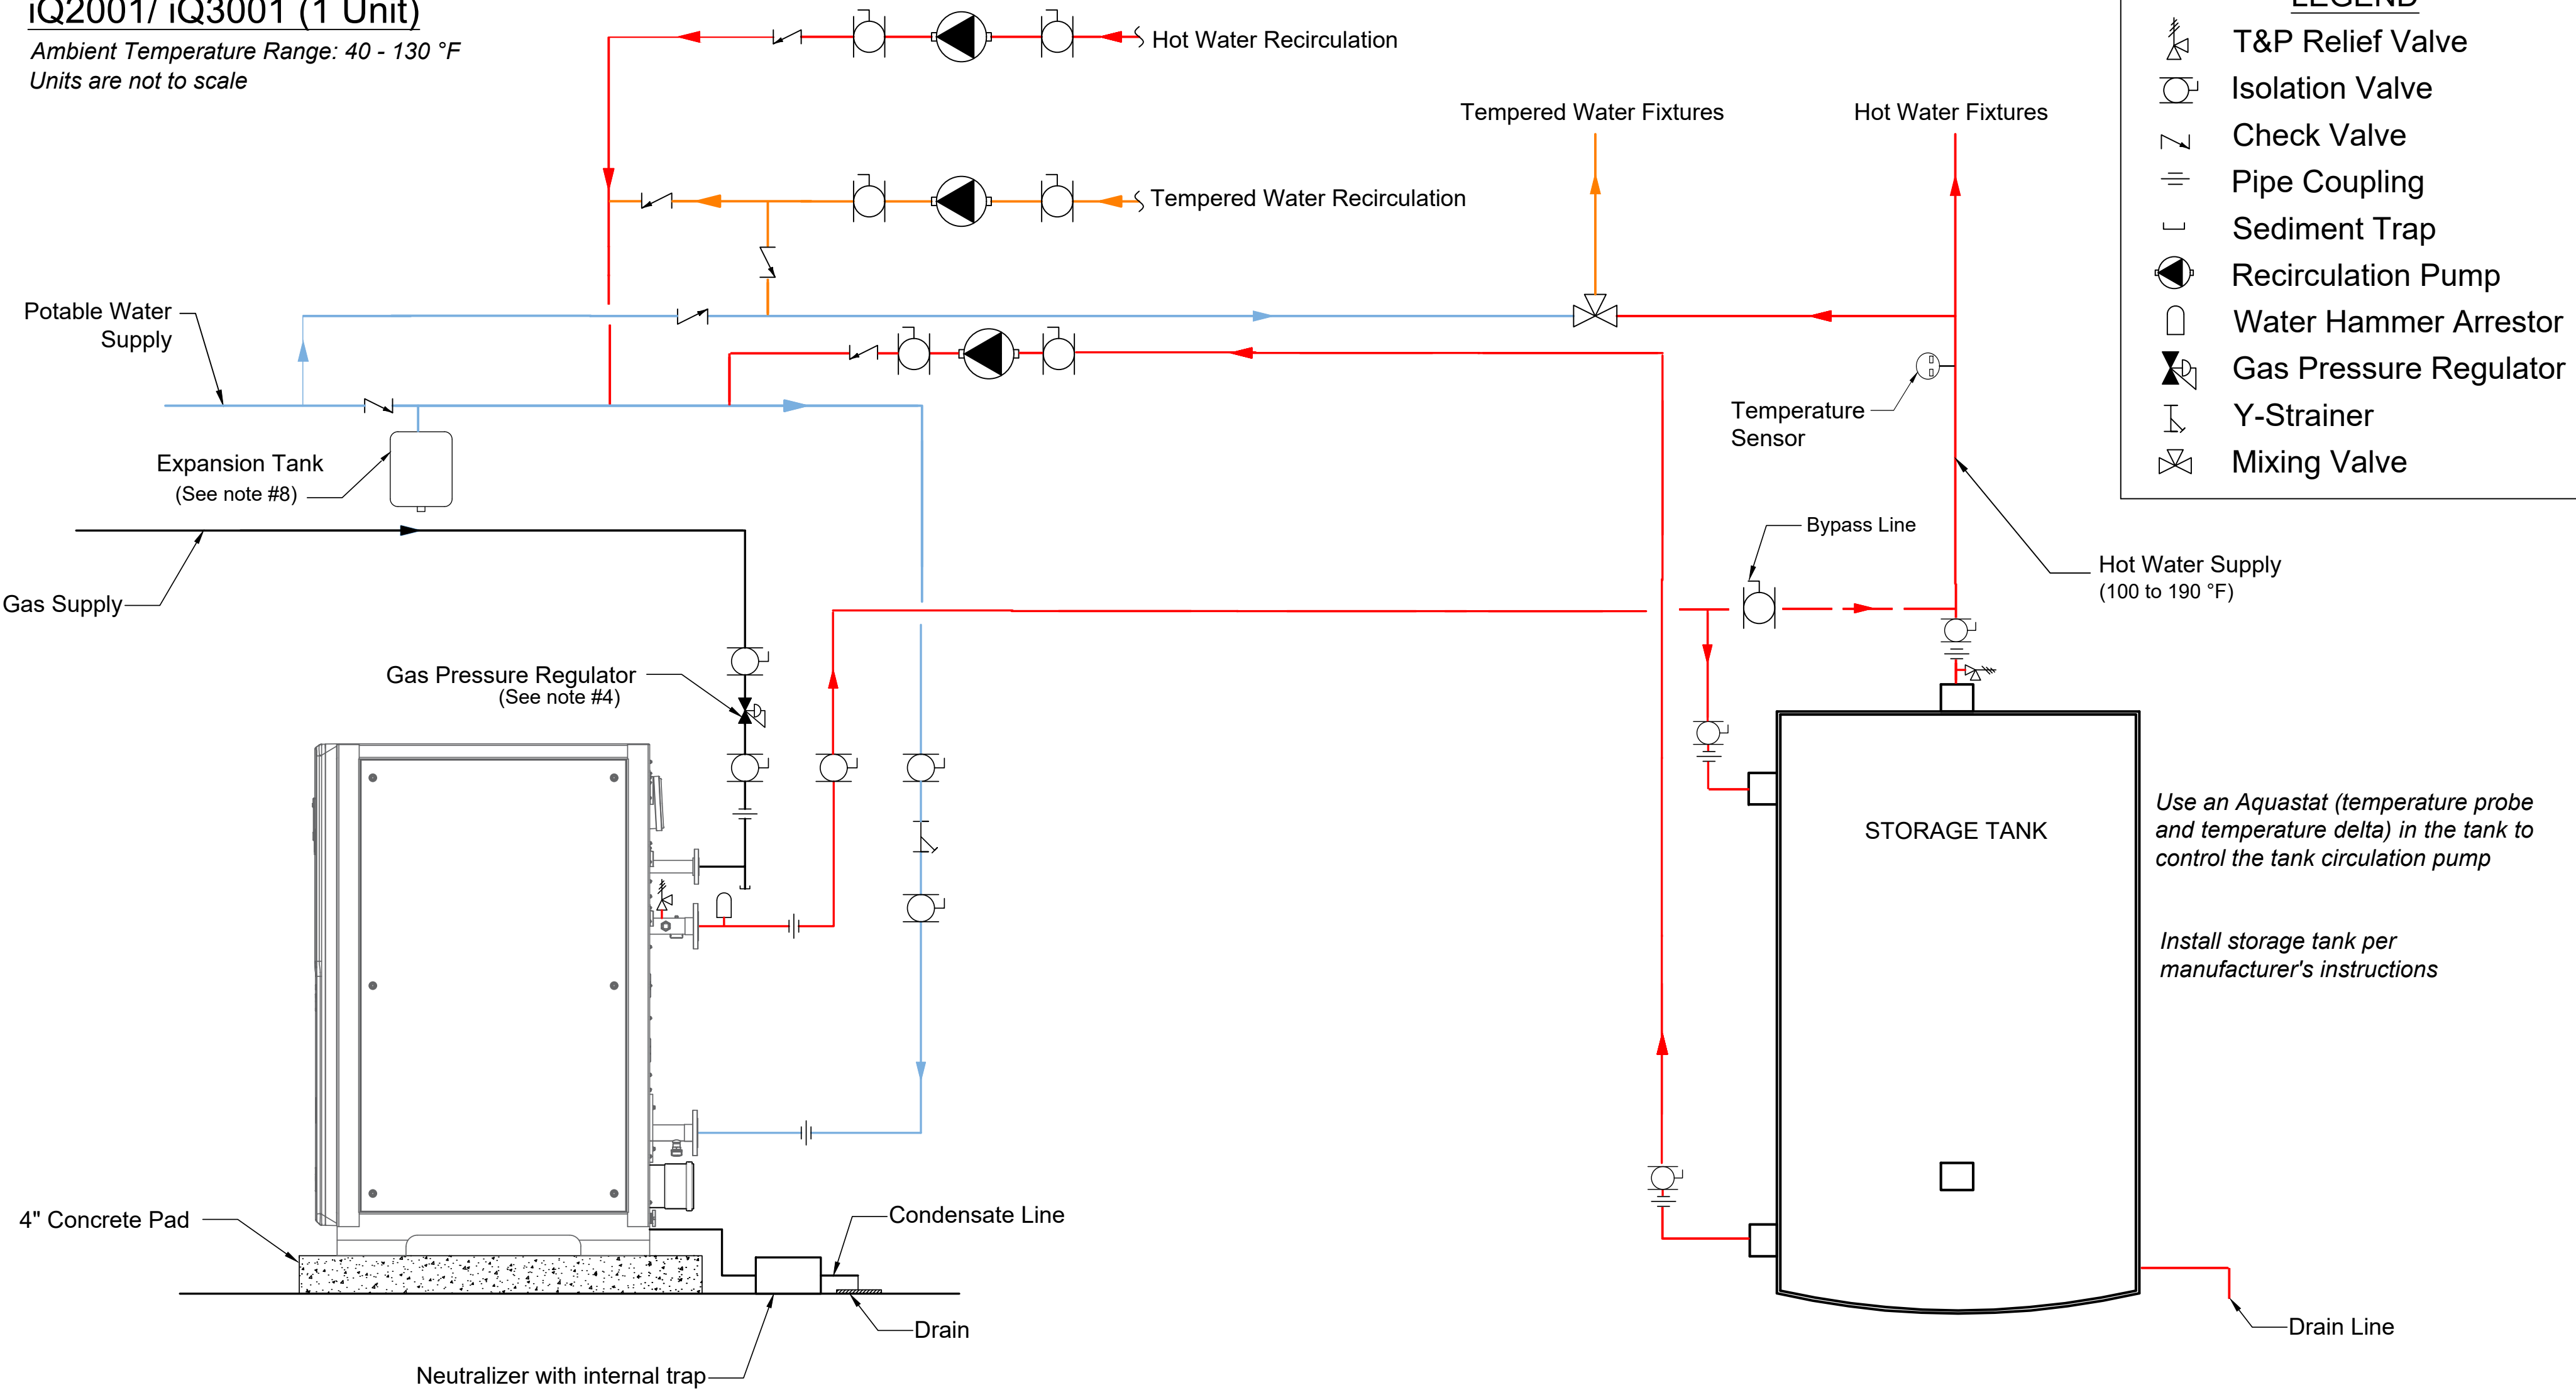 iQ2001/ iQ3001 (1 Unit)
Ambient Temperature Range: 40 - 130 °F
Units are not to scale
Hot Water Recirculation
Tempered Water Recirculation
Tempered Water Fixtures
Hot Water Fixtures
LEGEND
T&P Relief Valve
Isolation Valve
Check Valve
Pipe Coupling
Sediment Trap
Recirculation Pump
Water Hammer Arrestor
Gas Pressure Regulator
Y-Strainer
Mixing Valve
Potable Water
Supply
Expansion Tank
(See note #8)
Temperature
Sensor
Bypass Line
Hot Water Supply
(100 to 190 °F)
Gas Supply
Gas Pressure Regulator
(See note #4)
STORAGE TANK
Use an Aquastat (temperature probe
and temperature delta) in the tank to
control the tank circulation pump
Install storage tank per
manufacturer's instructions
4" Concrete Pad
Condensate Line
Drain
Neutralizer with internal trap
Drain Line